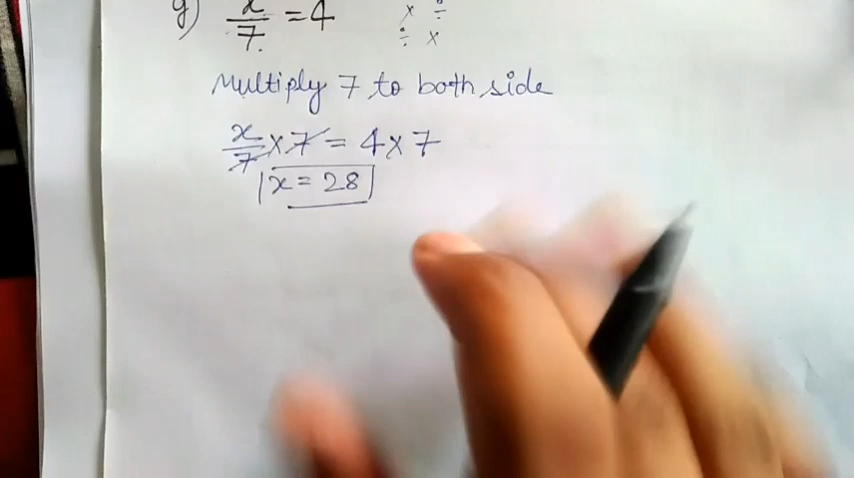 g) x/7 = 4 × ÷
÷ ×
Multiply 7 to both side
x/7 × 7 = 4 × 7
x = 28